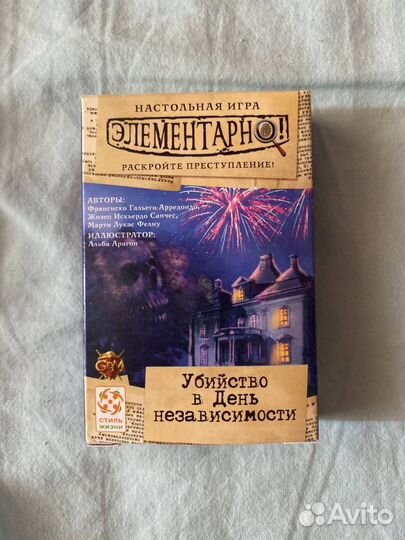 НАСТОЛЬНАЯ ИГРА
ЭЛЕМЕНТАРНО!
РАСКРОЙТЕ ПРЕСТУПЛЕНИЕ!
АВТОРЫ:
Франсиско Гальего-Арредондо,
Жозеп Искьердо Санчес,
Марти Лукас Фелиу
ИЛЛЮСТРАТОР:
Альба Арагон
GDM
Убийство
в День
независимости
СТИЛЬ
ЖИЗНИ
Avito